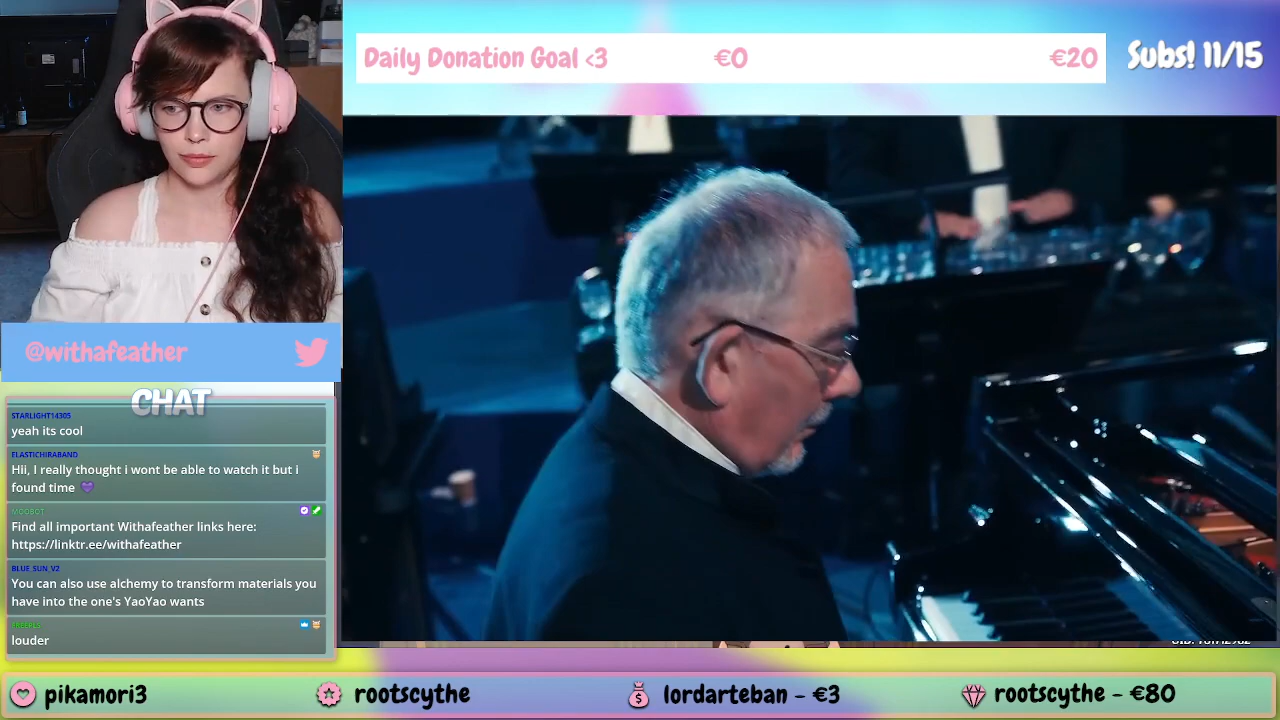 Daily Donation Goal <3 €0 €20
Subs! 11/15
@withafeather
CHAT
STARLIGHT14305
yeah its cool
ELASTICHIRABAND
Hii, I really thought i wont be able to watch it but i
found time 💜
MOOBOT
Find all important Withafeather links here:
https://linktr.ee/withafeather
BLUE_SUN_V2
You can also use alchemy to transform materials you
have into the one's YaoYao wants
louder
pikamori3
rootscythe
lordarteban - €3
rootscythe - €80